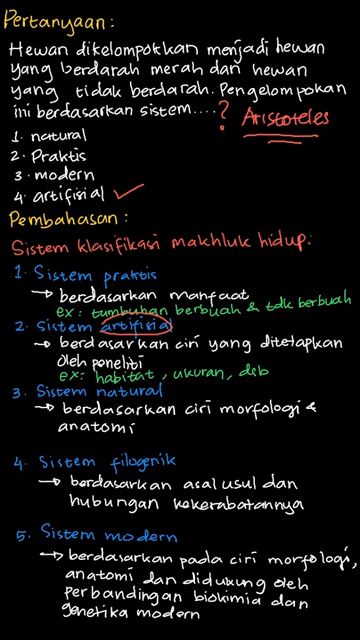 Pertanyaan:
Hewan dikelompokkan menjadi hewan
yang berdarah merah dan hewan
yang tidak berdarah. Pengelompokan
ini berdasarkan sistem....?
Aristoteles
1. natural
2. Praktis
3. modern
4. artifisial
Pembahasan:
Sistem klasifikasi makhluk hidup:
1. Sistem praktis
→ berdasarkan manfaat
ex: tumbuhan berbuah & tdk berbuah
2. Sistem artifisial
→ berdasarkan ciri yang ditetapkan
oleh peneliti
ex: habitat, ukuran, dsb
3. Sistem natural
→ berdasarkan ciri morfologi &
anatomi
4. Sistem filogenik
→ berdasarkan asal usul dan
hubungan kekerabatannya
5. Sistem modern
→ berdasarkan pada ciri morfologi,
anatomi dan didukung oleh
perbandingan biokimia dan
genetika modern